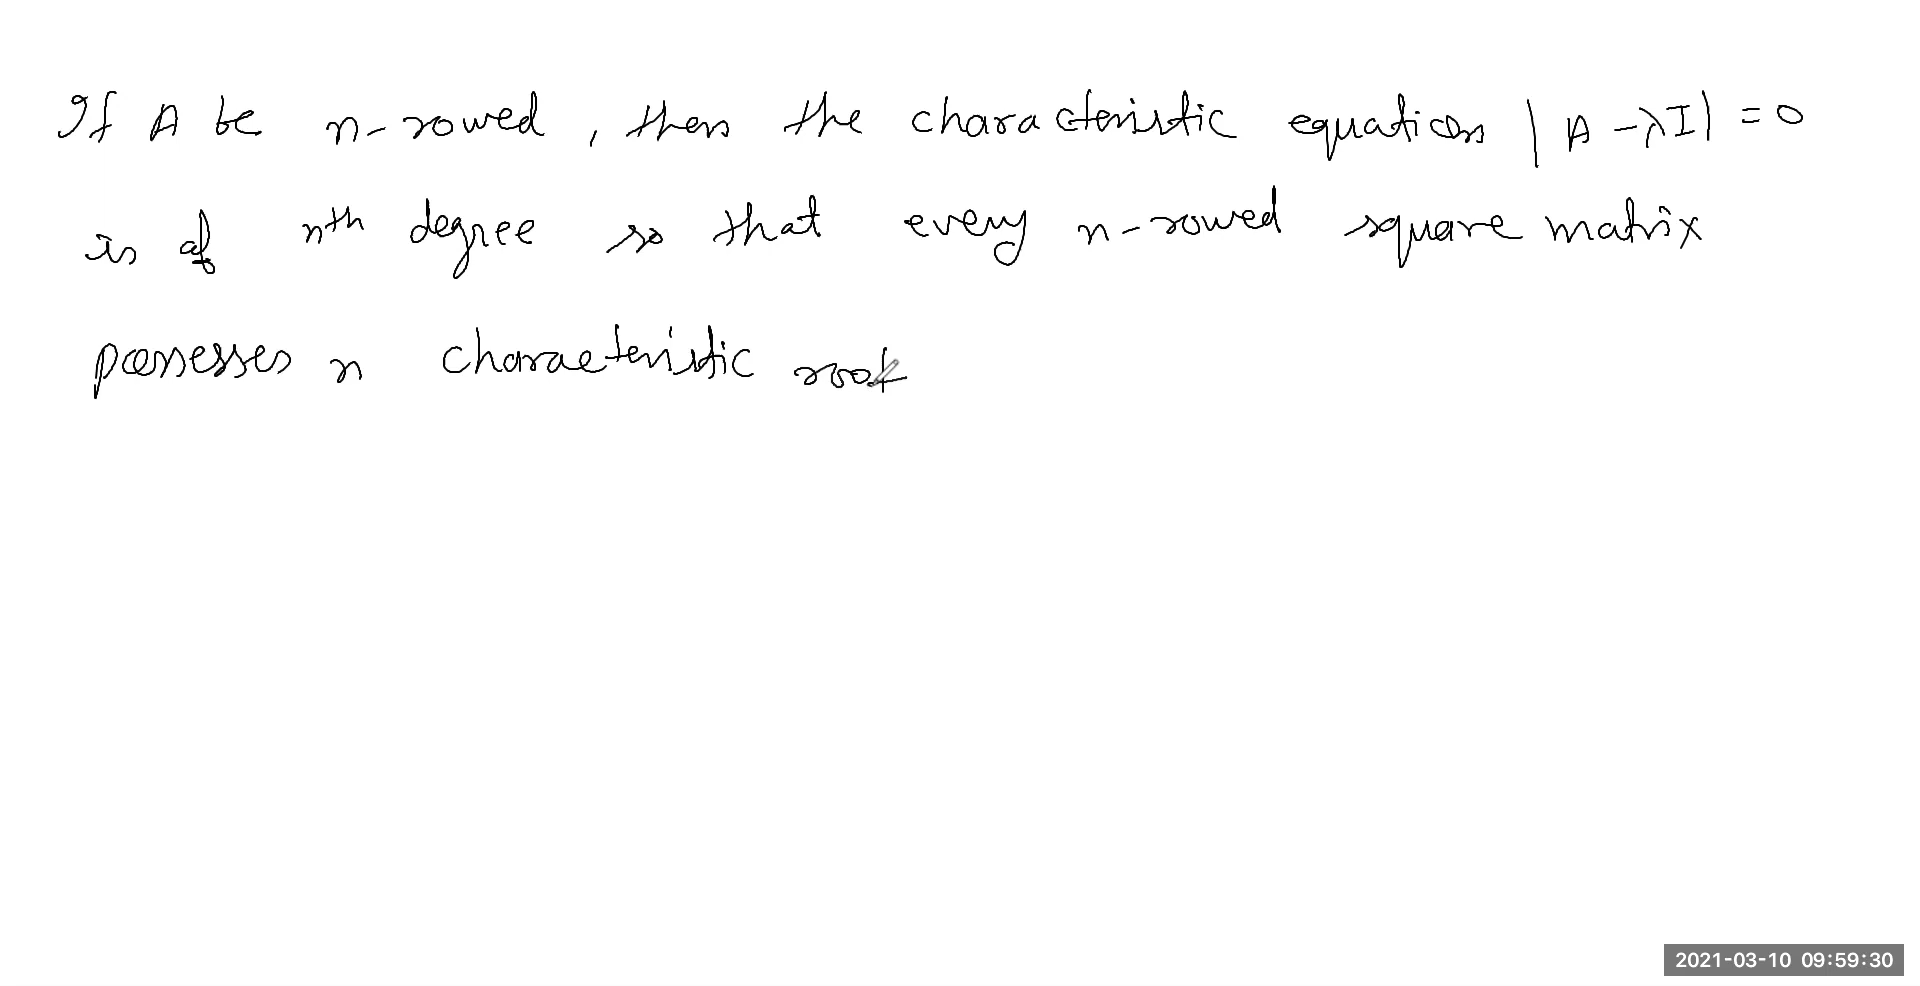 If A be n-rowed, then the characteristic equation |A - λI| = 0
is of nth degree so that every n-rowed square matrix
possesses n characteristic root
2021-03-10 09:59:30